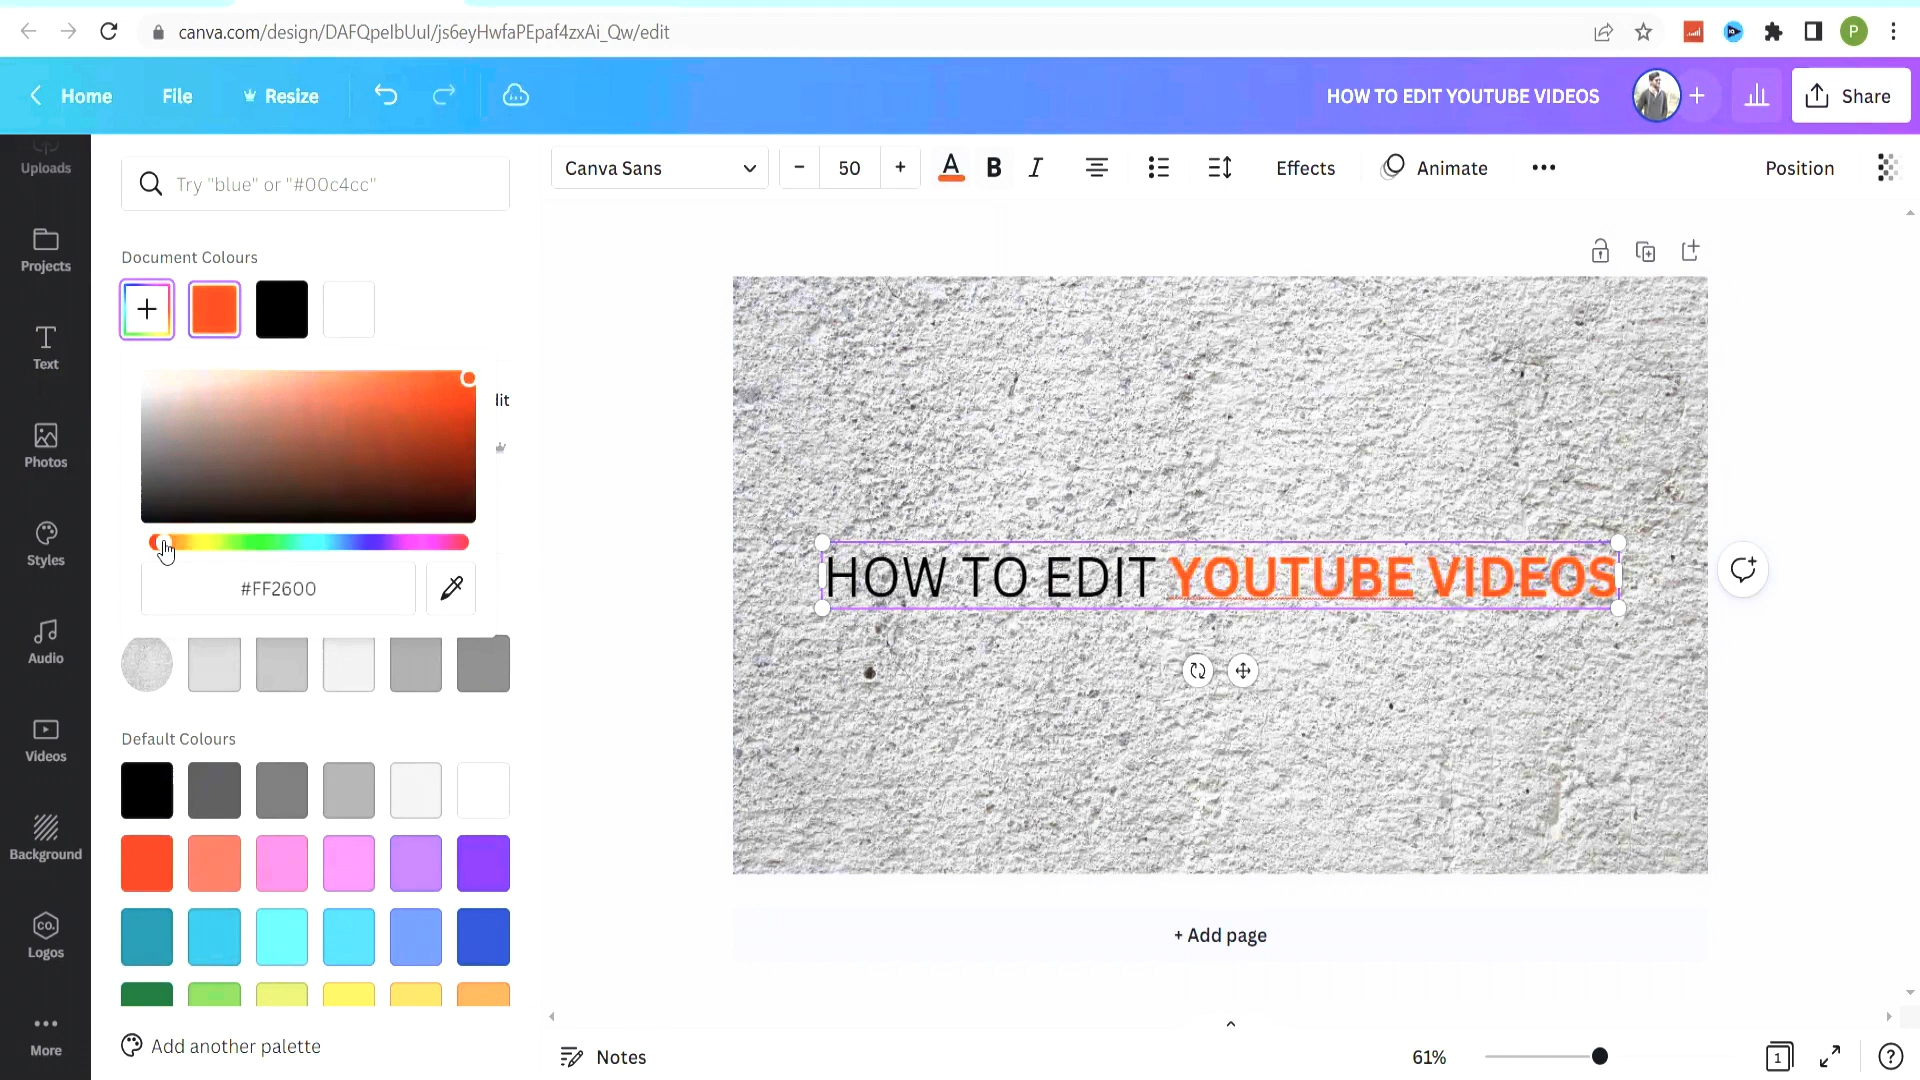 canva.com/design/DAFQpeIbUuI/js6eyHwfaPEpaf4zxAi_Qw/edit
P
Home
File
Resize
HOW TO EDIT YOUTUBE VIDEOS
Share
Uploads
Projects
Text
Photos
Styles
Audio
Videos
Background
CO.
Logos
More
Try "blue" or "#00c4cc"
Document Colours
lit
#FF2600
Default Colours
Add another palette
Canva Sans
50
A
B
I
Effects
Animate
Position
HOW TO EDIT YOUTUBE VIDEOS
+ Add page
Notes
61%
1
?